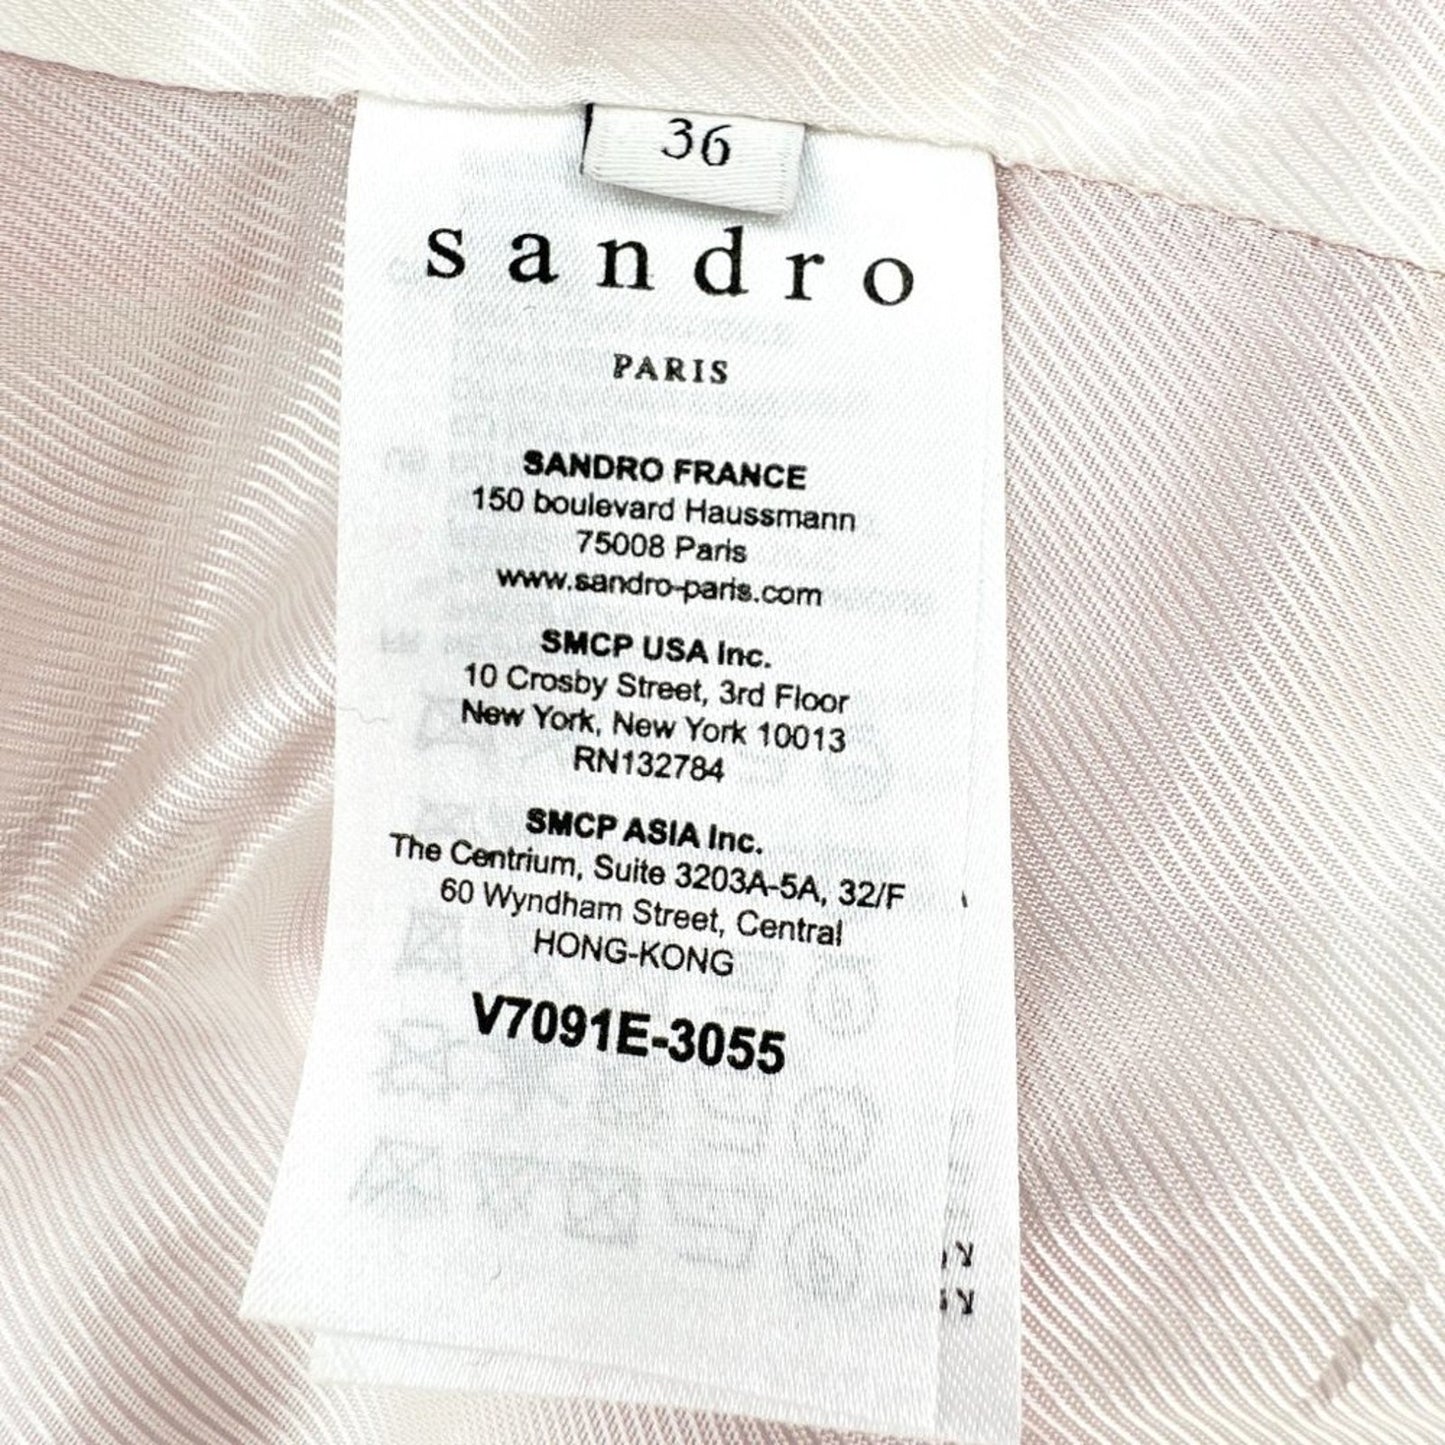 36
sandro
PARIS
SANDRO FRANCE
150 boulevard Haussmann
75008 Paris
www.sandro-paris.com
SMCP USA Inc.
10 Crosby Street, 3rd Floor
New York, New York 10013
RN132784
SMCP ASIA Inc.
The Centrium, Suite 3203A-5A, 32/F
60 Wyndham Street, Central
HONG-KONG
V7091E-3055